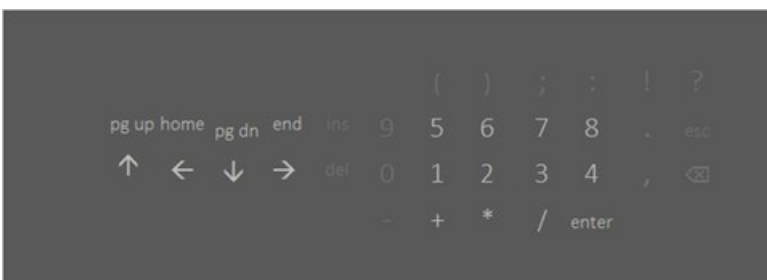 ( ) ; : ! ?
pg up home pg dn end ins 9 5 6 7 8 . esc
↑ ← ↓ → del 0 1 2 3 4 , ⌫
- + * / enter